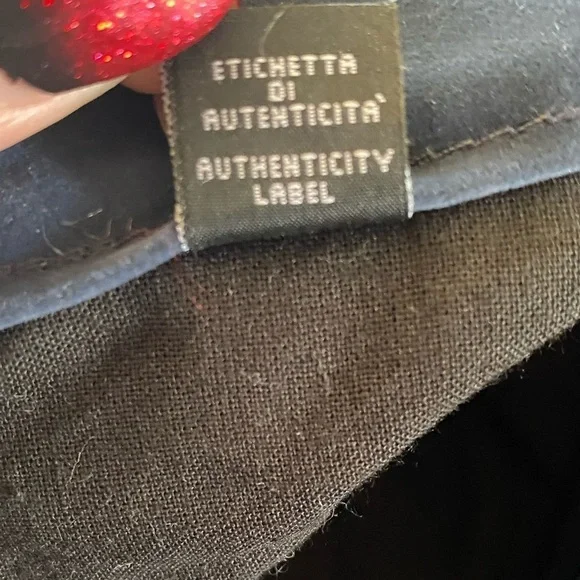 ETICHETTA
DI
AUTENTICITA'
AUTHENTICITY
LABEL